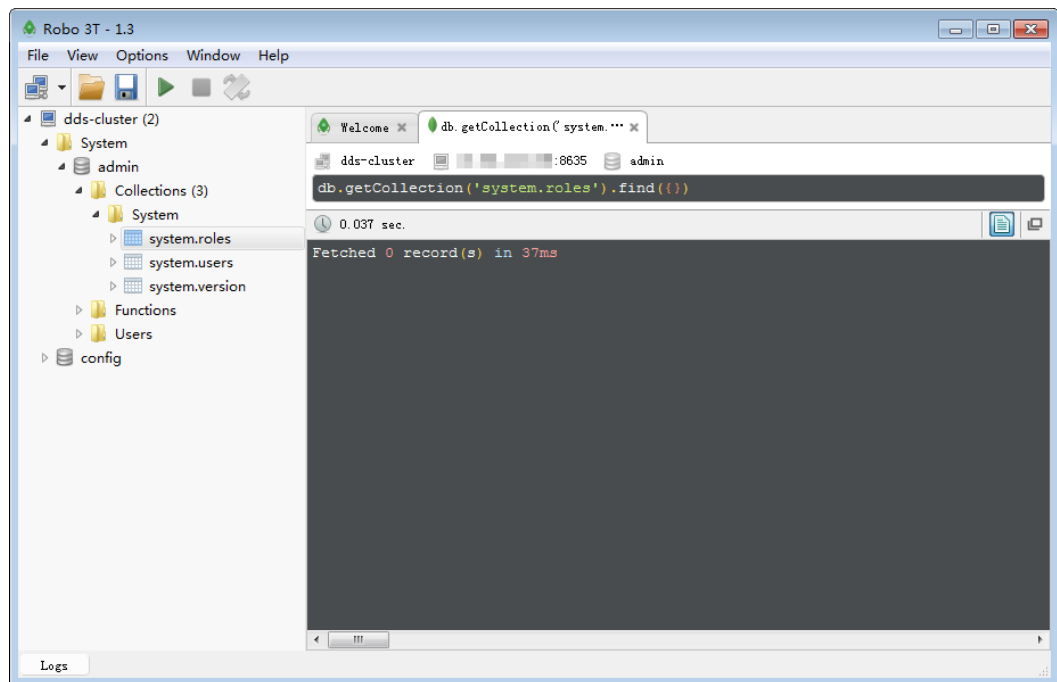 Robo 3T - 1.3
File View Options Window Help
dds-cluster (2)
System
admin
Collections (3)
System
system.roles
system.users
system.version
Functions
Users
config
Welcome
db.getCollection('system.…
dds-cluster :8635 admin
db.getCollection('system.roles').find({})
0.037 sec.
Fetched 0 record(s) in 37ms
Logs